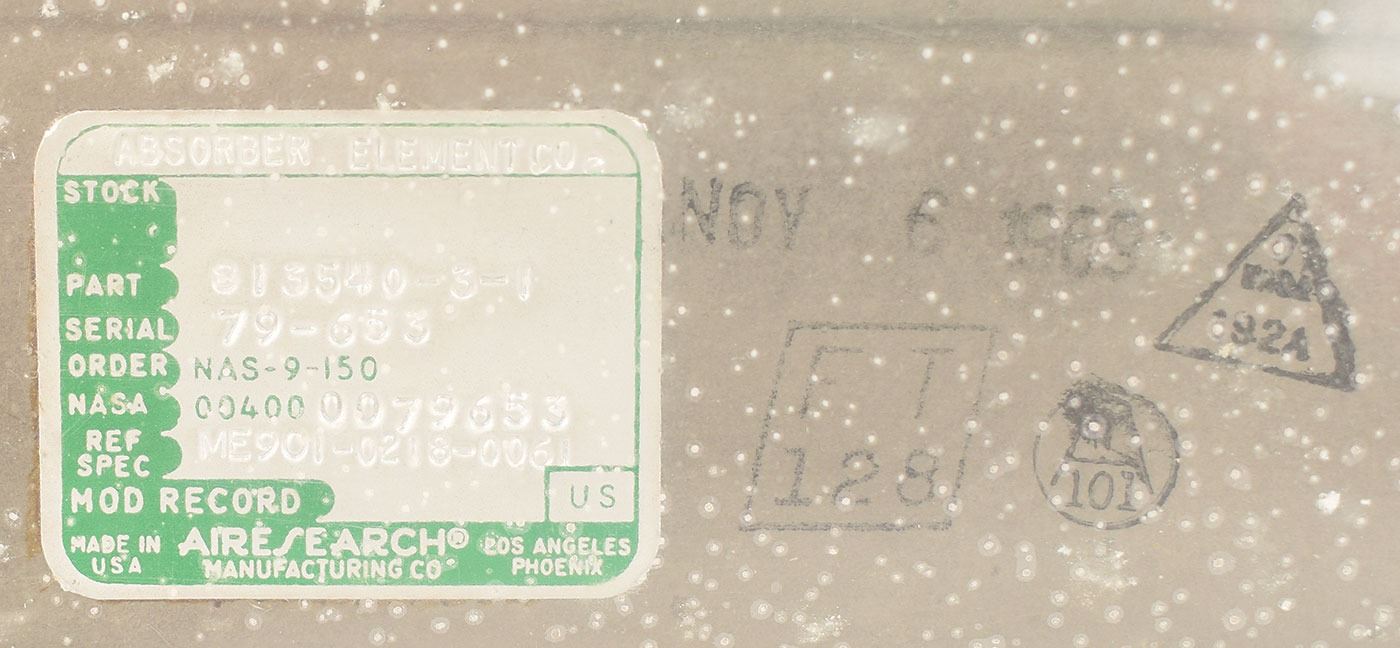 ABSORBER ELEMENT CO₂
STOCK
PART 813540-3-1
SERIAL 79-653
ORDER NAS-9-150
NASA 00400 0079653
REF SPEC ME901-0218-0061
MOD RECORD
US
MADE IN USA
AIRESEARCH®
MANUFACTURING CO
LOS ANGELES
PHOENIX
NOV 6 1969
192A
FT
128
101